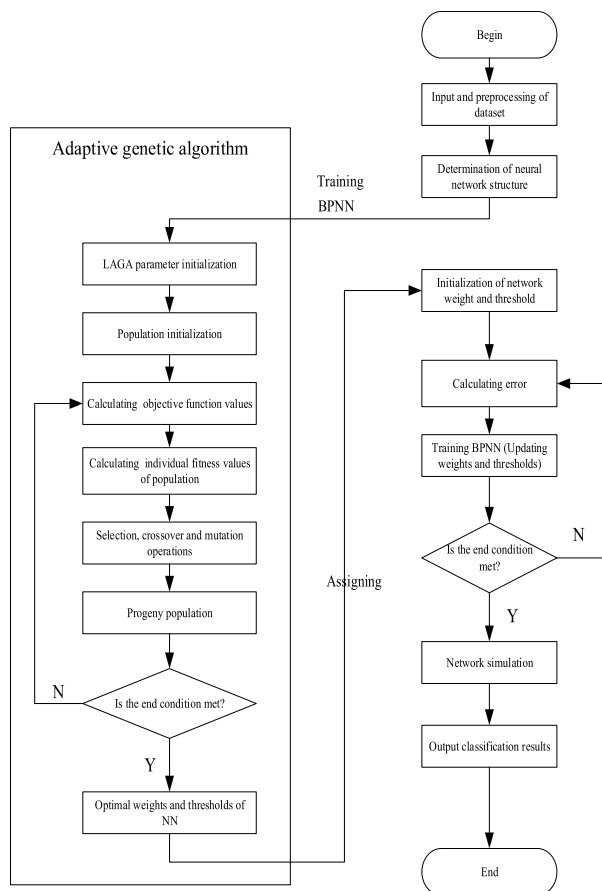 Begin
Input and preprocessing of
dataset
Determination of neural
network structure
Training
BPNN
Adaptive genetic algorithm
LAGA parameter initialization
Population initialization
Calculating objective function values
Calculating individual fitness values
of population
Selection, crossover and mutation
operations
Progeny population
Is the end condition met?
N
Y
Optimal weights and thresholds of
NN
Assigning
Initialization of network
weight and threshold
Calculating error
Training BPNN (Updating
weights and thresholds)
Is the end condition
met?
N
Y
Network simulation
Output classification results
End